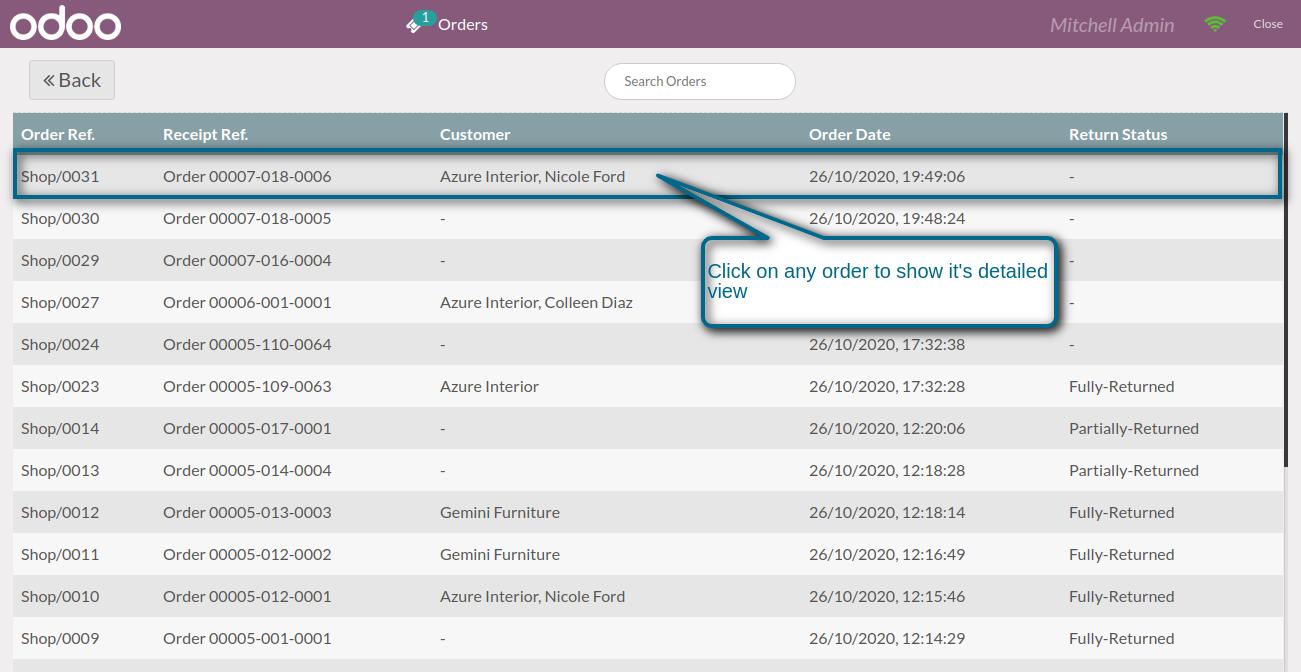 odoo 1 Orders Mitchell Admin Close
« Back Search Orders
Order Ref. Receipt Ref. Customer Order Date Return Status
Shop/0031 Order 00007-018-0006 Azure Interior, Nicole Ford 26/10/2020, 19:49:06 -
Shop/0030 Order 00007-018-0005 - 26/10/2020, 19:48:24 -
Shop/0029 Order 00007-016-0004 - -
Click on any order to show it's detailed
view
Shop/0027 Order 00006-001-0001 Azure Interior, Colleen Diaz -
Shop/0024 Order 00005-110-0064 - 26/10/2020, 17:32:38 -
Shop/0023 Order 00005-109-0063 Azure Interior 26/10/2020, 17:32:28 Fully-Returned
Shop/0014 Order 00005-017-0001 - 26/10/2020, 12:20:06 Partially-Returned
Shop/0013 Order 00005-014-0004 - 26/10/2020, 12:18:28 Partially-Returned
Shop/0012 Order 00005-013-0003 Gemini Furniture 26/10/2020, 12:18:14 Fully-Returned
Shop/0011 Order 00005-012-0002 Gemini Furniture 26/10/2020, 12:16:49 Fully-Returned
Shop/0010 Order 00005-012-0001 Azure Interior, Nicole Ford 26/10/2020, 12:15:46 Fully-Returned
Shop/0009 Order 00005-001-0001 - 26/10/2020, 12:14:29 Fully-Returned